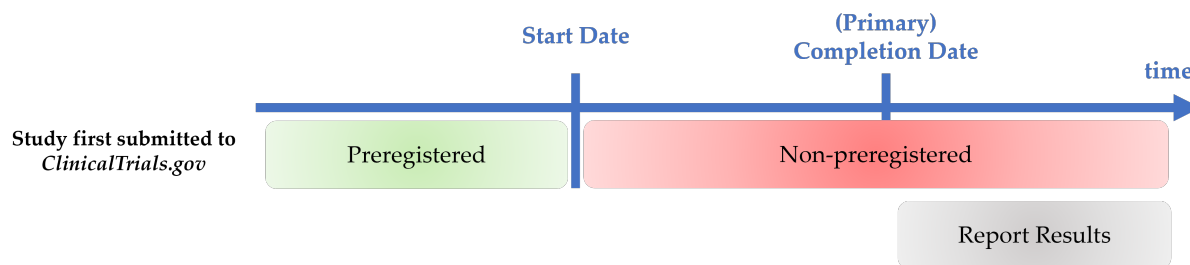 Start Date
(Primary)
Completion Date
time
Study first submitted to
ClinicalTrials.gov
Preregistered
Non-preregistered
Report Results